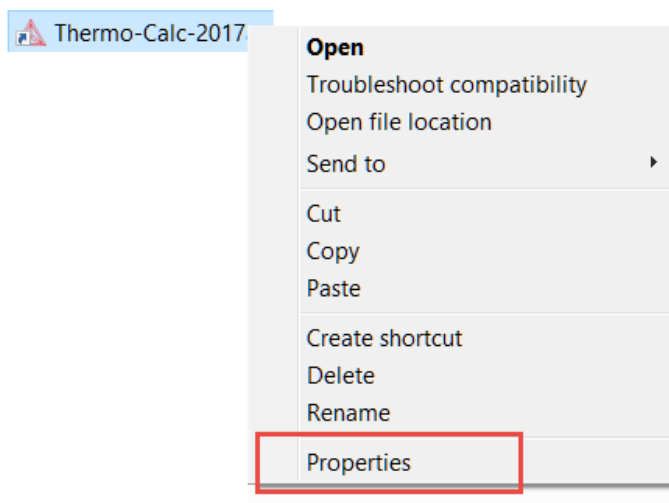 Thermo-Calc-2017
Open
Troubleshoot compatibility
Open file location
Send to
Cut
Copy
Paste
Create shortcut
Delete
Rename
Properties